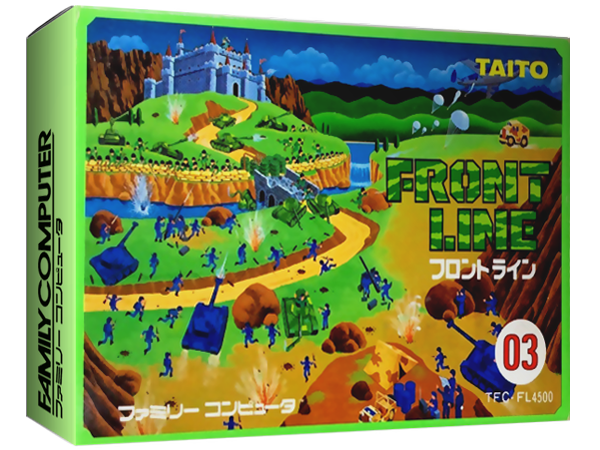 FAMILY COMPUTER
ファミリー コンピュータ
TAITO
FRONT
LINE
フロントライン
03
ファミリー コンピュータ
TFC-FL4500